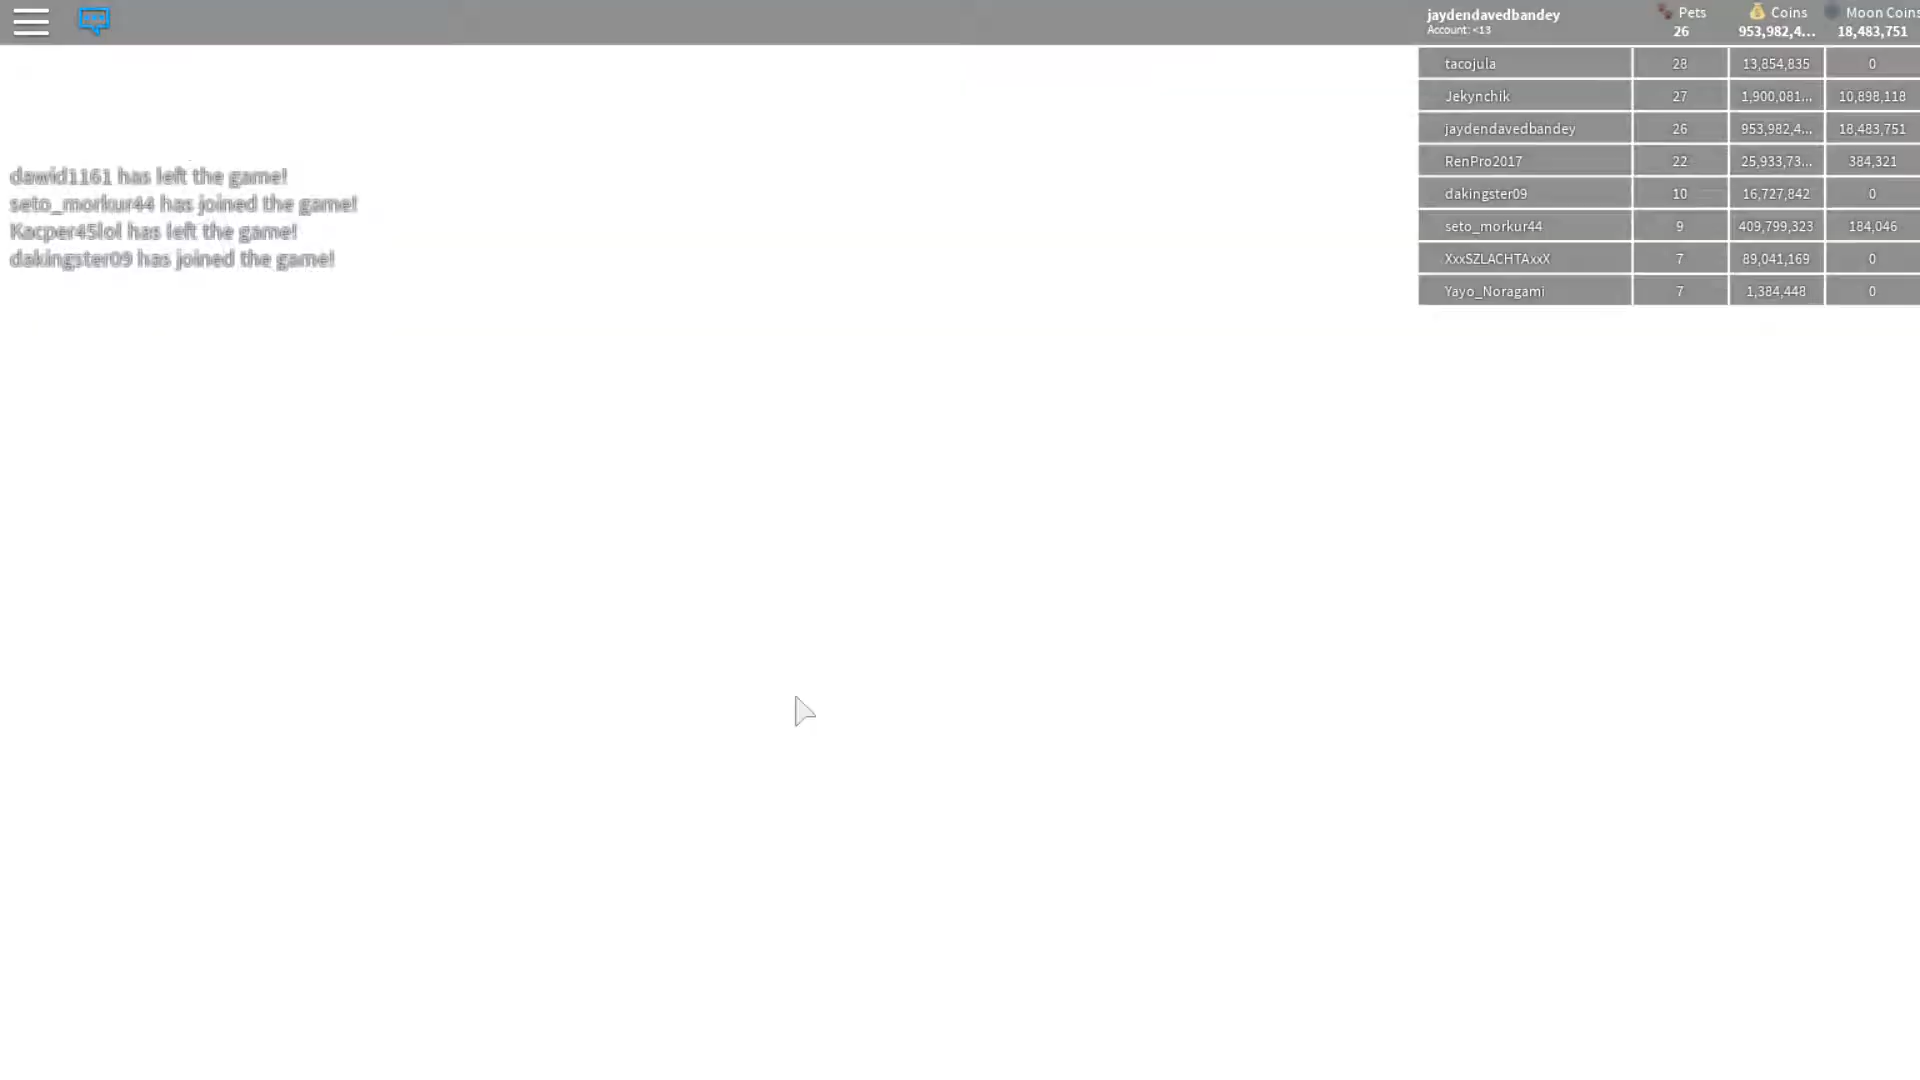 jaydendavedbandey Pets Coins Moon Coins
Account: <13 26 953,982,4... 18,483,751
tacojula 28 13,854,835 0
Jekynchik 27 1,900,081... 10,898,118
jaydendavedbandey 26 953,982,4... 18,483,751
RenPro2017 22 25,933,73... 384,321
dakingster09 10 16,727,842 0
seto_morkur44 9 409,799,323 184,046
XxxSZLACHTAxxX 7 89,041,169 0
Yayo_Noragami 7 1,384,448 0
dawid1161 has left the game!
seto_morkur44 has joined the game!
Kacper45lol has left the game!
dakingster09 has joined the game!